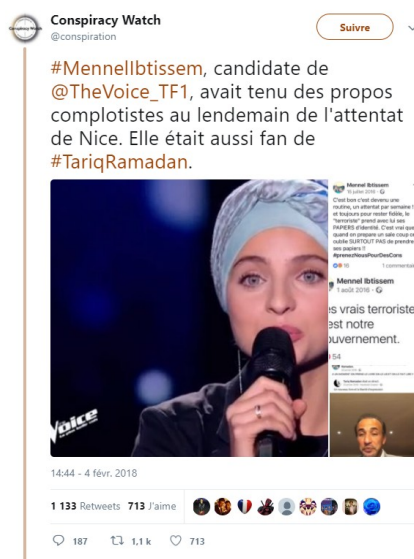 Conspiracy Watch
@conspiration
Suivre
#MennelIbtissem, candidate de
@TheVoice_TF1, avait tenu des propos
complotistes au lendemain de l'attentat
de Nice. Elle était aussi fan de
#TariqRamadan.
Mennel Ibtissem
15 juillet 2016
C'est bon c'est devenu une
routine, un attentat par semaine !
et toujours pour rester fidèle, le
"terroriste" prend avec lui ses
PAPIERS d'identité. C'est vrai que
quand on prepare un sale coup on
oublie SURTOUT PAS de prendre
ses papiers !!
#prenezNousPourDesCons
16
1 commentai
Mennel Ibtissem
1 août 2016
es vrais terroriste
est notre
ouvernement.
54
Voice
14:44 - 4 févr. 2018
1 133 Retweets 713 J'aime
187 1,1 k 713